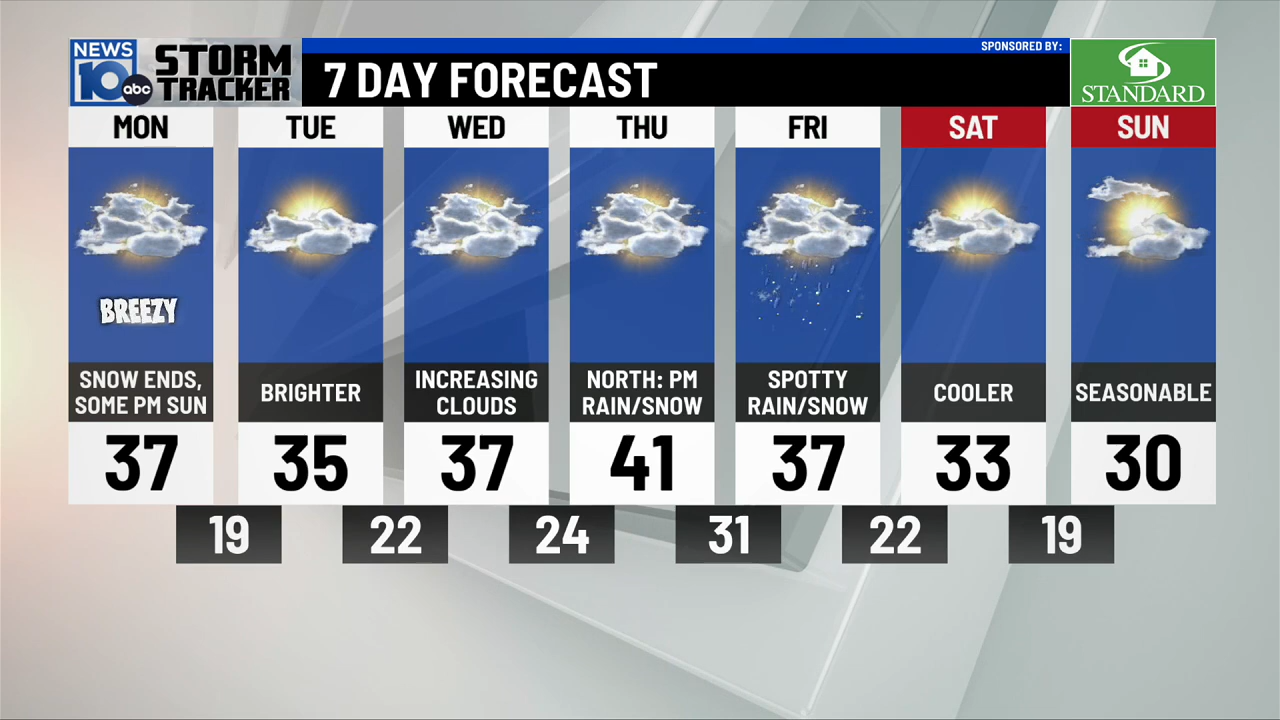 NEWS
10
abc
STORM
TRACKER
7 DAY FORECAST
SPONSORED BY:
STANDARD
MON
TUE
WED
THU
FRI
SAT
SUN
BREEZY
SNOW ENDS,
SOME PM SUN
BRIGHTER
INCREASING
CLOUDS
NORTH: PM
RAIN/SNOW
SPOTTY
RAIN/SNOW
COOLER
SEASONABLE
37
35
37
41
37
33
30
19
22
24
31
22
19